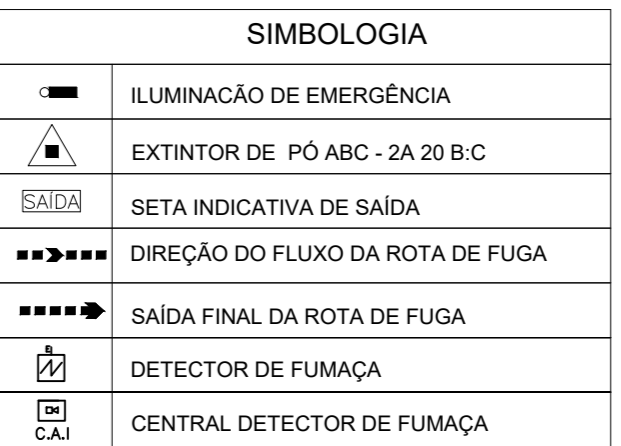 SIMBOLOGIA
ILUMINACÃO DE EMERGÊNCIA
EXTINTOR DE PÓ ABC - 2A 20 B:C
SAÍDA SETA INDICATIVA DE SAÍDA
DIREÇÃO DO FLUXO DA ROTA DE FUGA
SAÍDA FINAL DA ROTA DE FUGA
DETECTOR DE FUMAÇA
C.A.I CENTRAL DETECTOR DE FUMAÇA